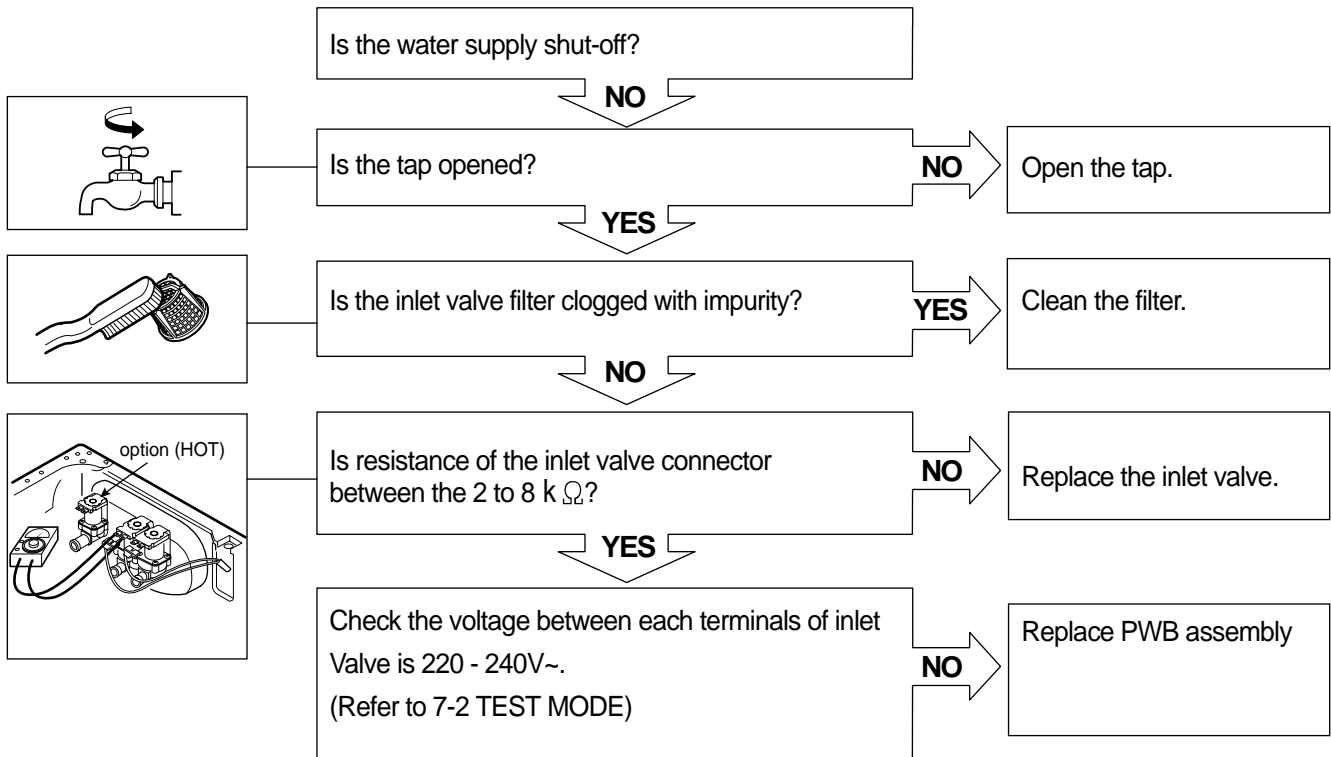 Is the water supply shut-off?
NO
Is the tap opened?
NO
Open the tap.
YES
Is the inlet valve filter clogged with impurity?
YES
Clean the filter.
NO
option (HOT)
Is resistance of the inlet valve connector
between the 2 to 8 k Ω?
NO
Replace the inlet valve.
YES
Check the voltage between each terminals of inlet
Valve is 220 - 240V~.
(Refer to 7-2 TEST MODE)
NO
Replace PWB assembly